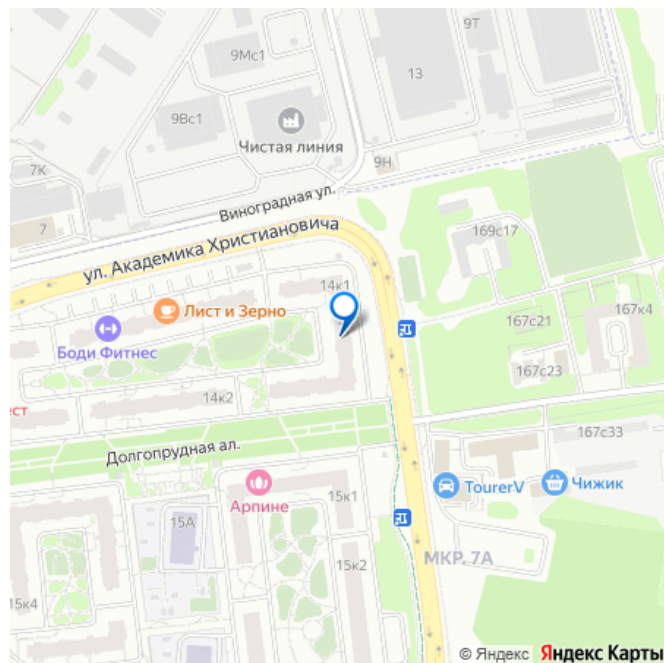 9Т
9Мс1
13
9Вс1
Чистая линия
9Н
7К
Виноградная ул.
7
ул. Академика Христиановича
169с17
14к1
Лист и Зерно
167к4
167с21
Боди Фитнес
167с23
14к2
ест
167с33
Долгопрудная ал.
TourerV
Чижик
Арпине
15к1
15А
МКР. 7А
15к2
15к4
© Яндекс Яндекс Карты